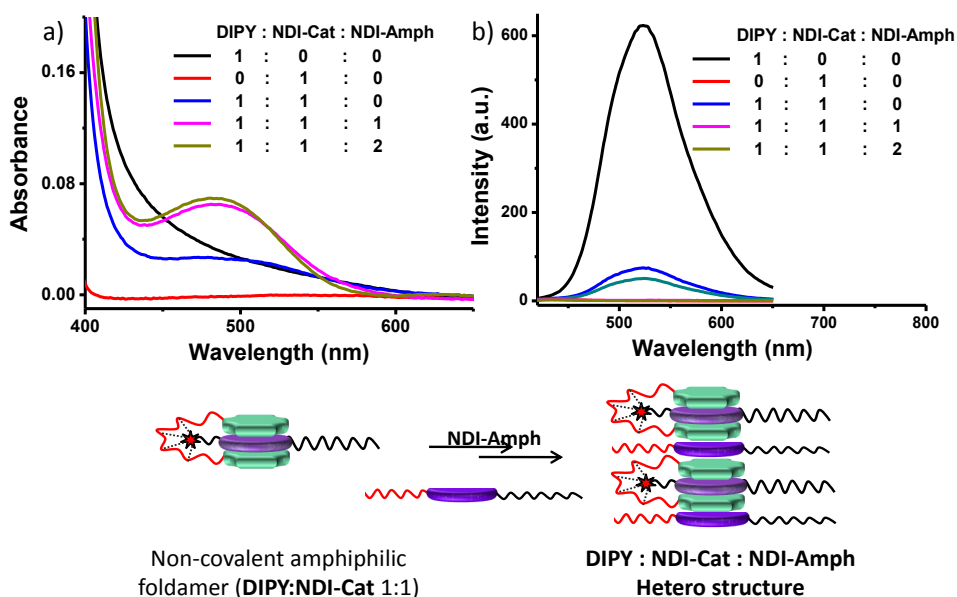 a)
DIPY : NDI-Cat : NDI-Amph
1 : 0 : 0
0 : 1 : 0
1 : 1 : 0
1 : 1 : 1
1 : 1 : 2
0.16
0.08
0.00
Absorbance
400 500 600
Wavelength (nm)
b)
DIPY : NDI-Cat : NDI-Amph
1 : 0 : 0
0 : 1 : 0
1 : 1 : 0
1 : 1 : 1
1 : 1 : 2
600
400
200
0
Intensity (a.u.)
500 600 700 800
Wavelength (nm)
NDI-Amph
Non-covalent amphiphilic
foldamer (DIPY:NDI-Cat 1:1)
DIPY : NDI-Cat : NDI-Amph
Hetero structure